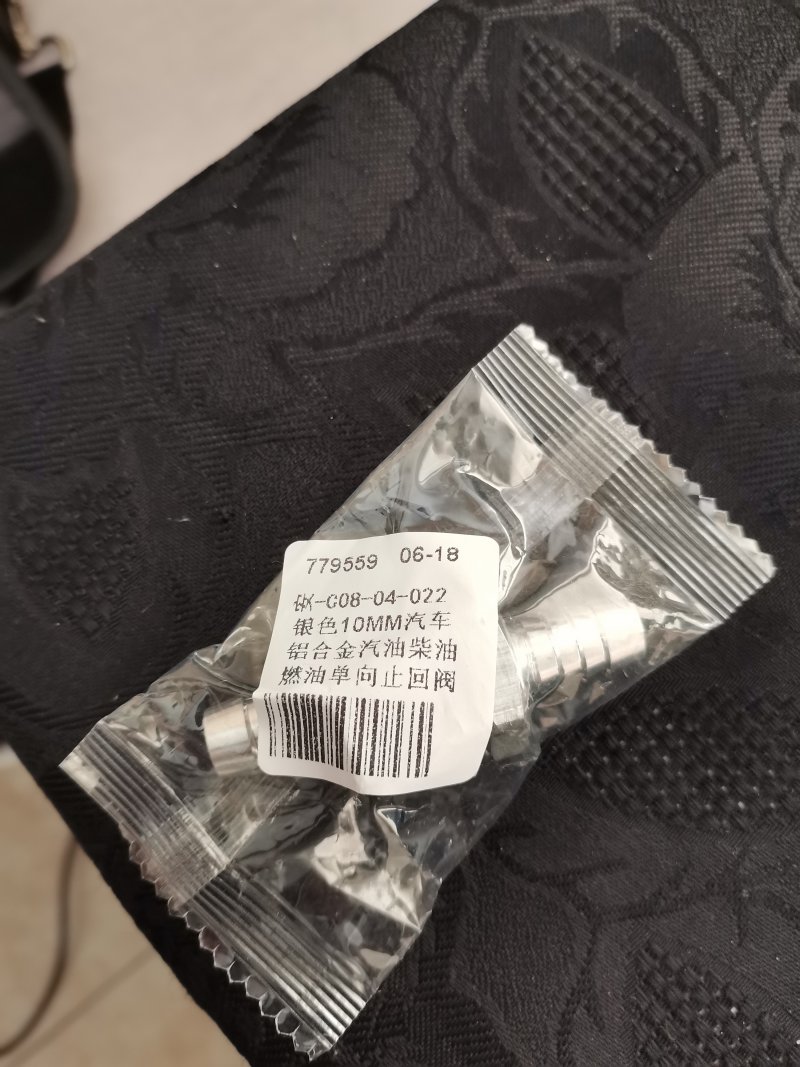 779559 06-18
-C08-04-022
银色10MM汽车
铝合金汽油柴油
燃油单向止回阀